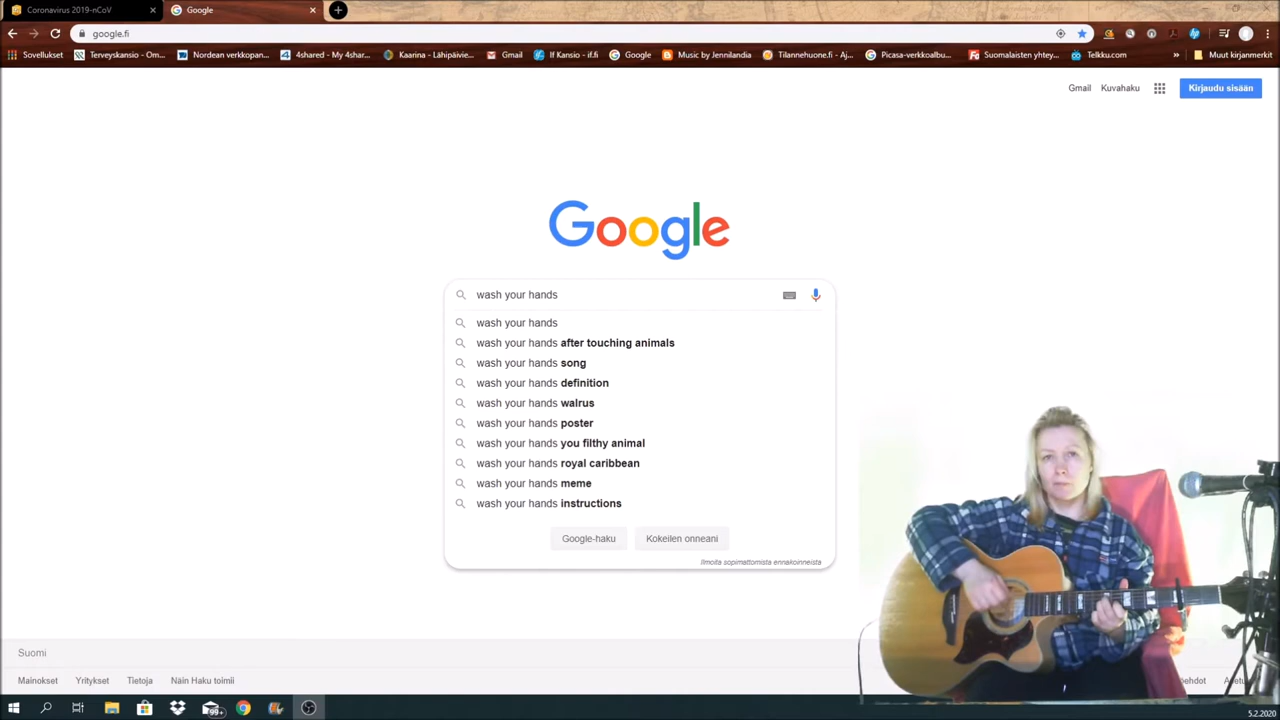 Coronavirus 2019-nCoV
Google
google.fi
Sovellukset
Terveyskansio - Om...
Nordean verkkopan...
4shared - My 4shar...
Kaarina - Lähipäivie...
Gmail
If Kansio - if.fi
Google
Music by Jennilandia
Tilannehuone.fi - Aj...
Picasa-verkkoalbu...
Suomalaisten yhtey...
Telkku.com
»
Muut kirjanmerkit
Gmail
Kuvahaku
Kirjaudu sisään
Google
wash your hands
wash your hands
wash your hands after touching animals
wash your hands song
wash your hands definition
wash your hands walrus
wash your hands poster
wash your hands you filthy animal
wash your hands royal caribbean
wash your hands meme
wash your hands instructions
Google-haku
Kokeilen onneani
Ilmoita sopimattomista ennakoinneista
Suomi
Mainokset
Yritykset
Tietoja
Näin Haku toimii
5.2.2020